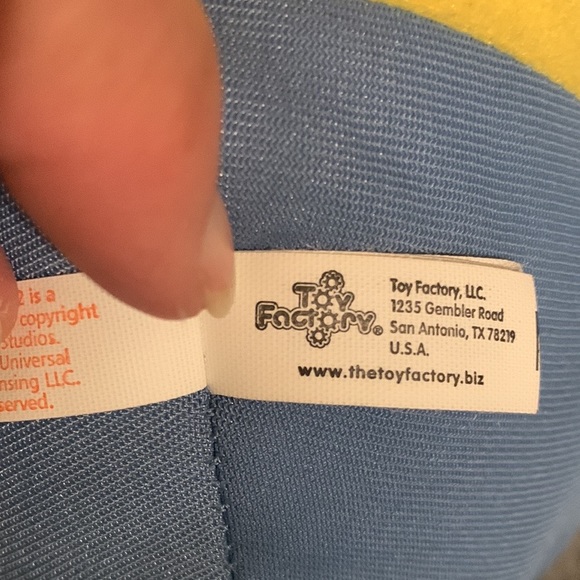 2 is a
copyright
Studios.
Universal
nsing LLC.
served.
Toy
Factory®
Toy Factory, LLC.
1235 Gembler Road
San Antonio, TX 78219
U.S.A.
www.thetoyfactory.biz